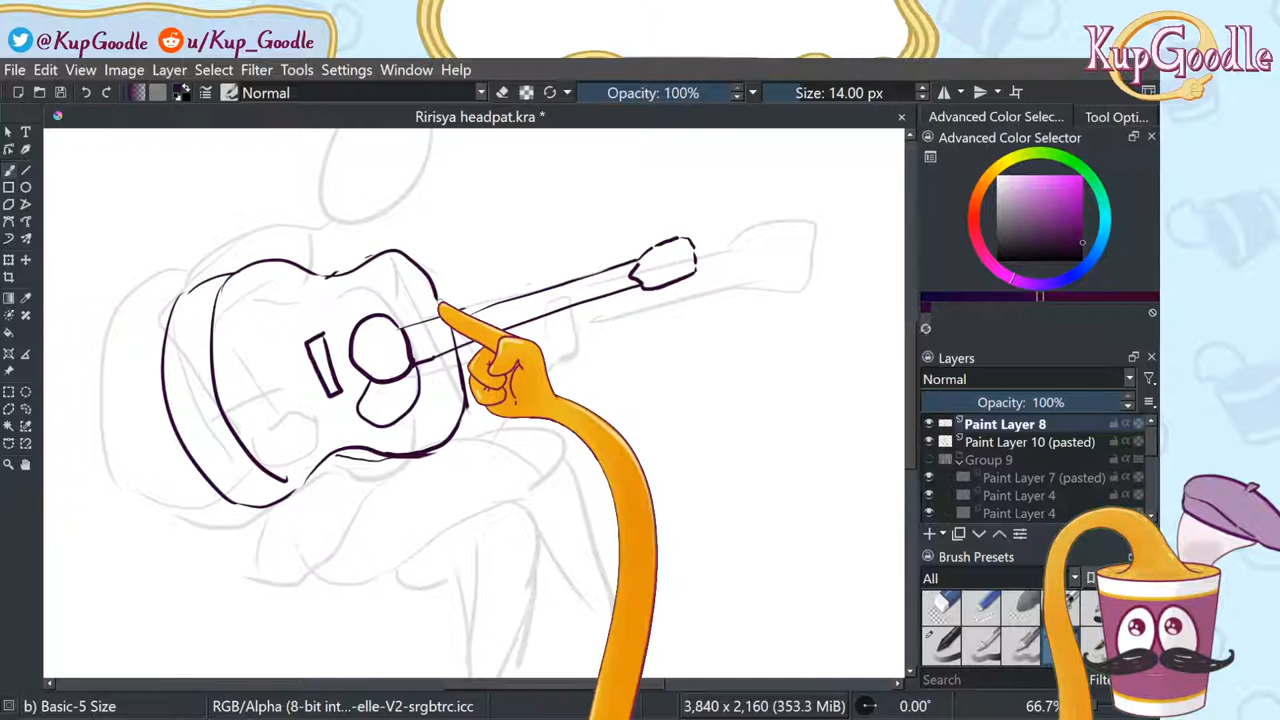 @KupGoodle u/Kup_Goodle
KupGoodle
File Edit View Image Layer Select Filter Tools Settings Window Help
Normal Opacity: 100% Size: 14.00 px
Ririsya headpat.kra *
Advanced Color Selec... Tool Opti...
Advanced Color Selector
Layers
Normal
Opacity: 100%
Paint Layer 8
Paint Layer 10 (pasted)
Group 9
Paint Layer 7 (pasted)
Paint Layer 4
Paint Layer 4
Brush Presets
All
Search
b) Basic-5 Size RGB/Alpha (8-bit int...-elle-V2-srgbtrc.icc 3,840 x 2,160 (353.3 MiB) 0.00° 66.7%